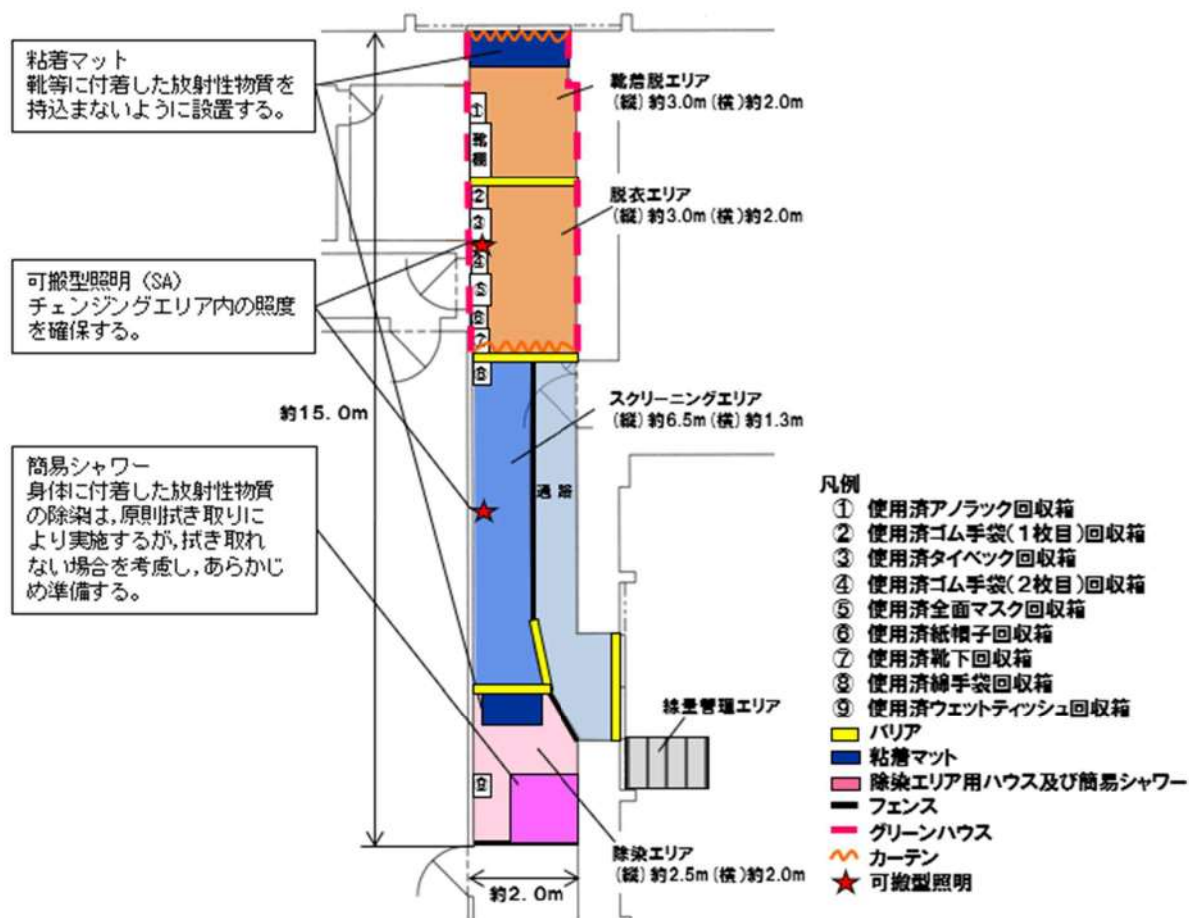 粘着マット
靴等に付着した放射性物質を
持込まないように設置する。
可搬型照明（SA）
チェンジングエリア内の照度
を確保する。
約15.0m
簡易シャワー
身体に付着した放射性物質
の除染は,原則拭き取りに
より実施するが,拭き取れ
ない場合を考慮し,あらかじ
め準備する。
①
靴棚
②
③
④
⑤
⑥
⑦
⑧
⑨
靴着脱エリア
(縦)約3.0m(横)約2.0m
脱衣エリア
(縦)約3.0m(横)約2.0m
スクリーニングエリア
(縦)約6.5m(横)約1.3m
通路
線量管理エリア
除染エリア
(縦)約2.5m(横)約2.0m
約2.0m
凡例
① 使用済アノラック回収箱
② 使用済ゴム手袋(1枚目)回収箱
③ 使用済タイベック回収箱
④ 使用済ゴム手袋(2枚目)回収箱
⑤ 使用済全面マスク回収箱
⑥ 使用済紙帽子回収箱
⑦ 使用済靴下回収箱
⑧ 使用済綿手袋回収箱
⑨ 使用済ウェットティッシュ回収箱
バリア
粘着マット
除染エリア用ハウス及び簡易シャワー
フェンス
グリーンハウス
カーテン
可搬型照明